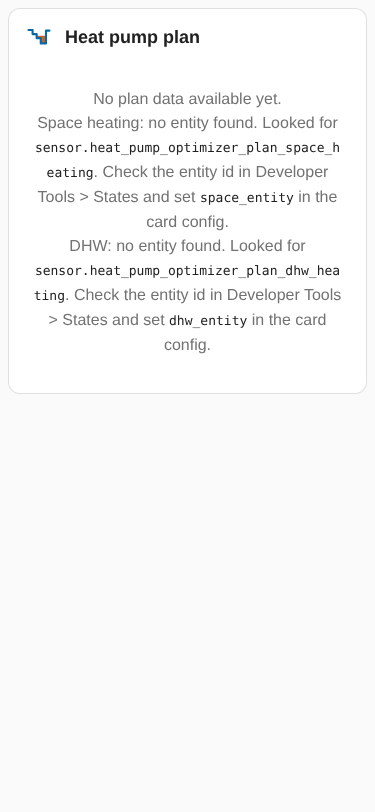 Heat pump plan
No plan data available yet.
Space heating: no entity found. Looked for
sensor.heat_pump_optimizer_plan_space_h
eating. Check the entity id in Developer
Tools > States and set space_entity in the
card config.
DHW: no entity found. Looked for
sensor.heat_pump_optimizer_plan_dhw_hea
ting. Check the entity id in Developer Tools
> States and set dhw_entity in the card
config.